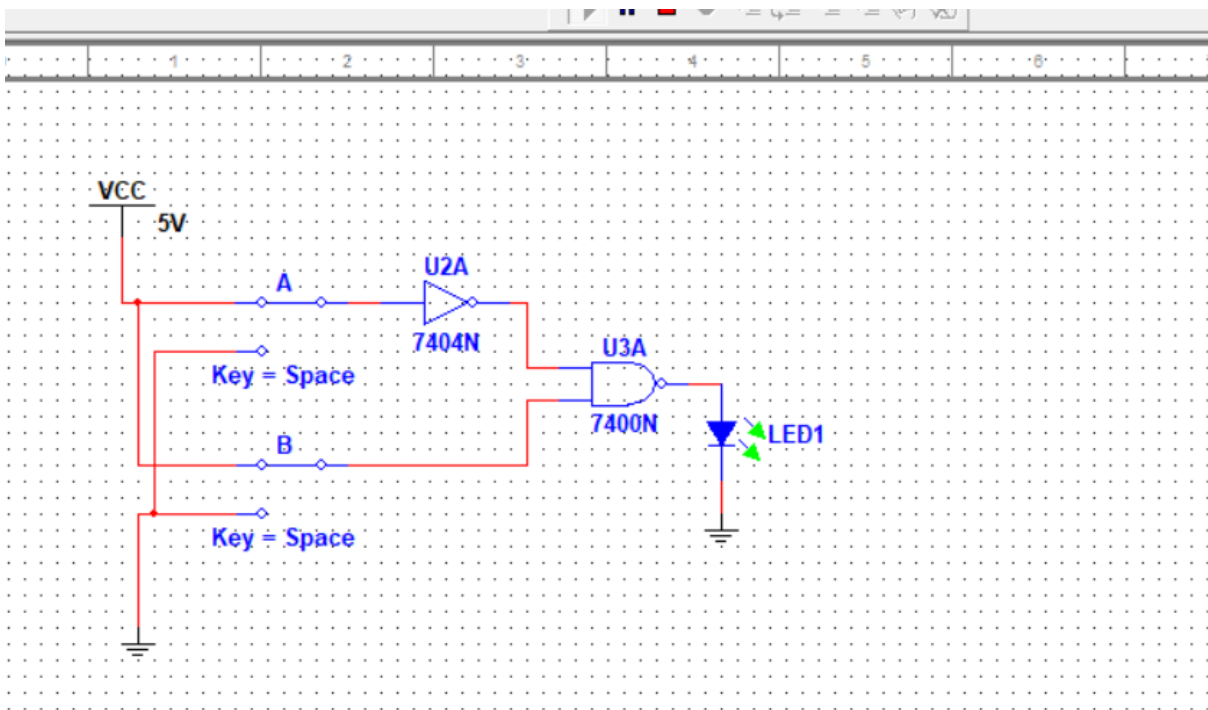 1 2 3 4 5 6
VCC
5V
A
U2A
7404N
Key = Space
U3A
7400N
LED1
B
Key = Space